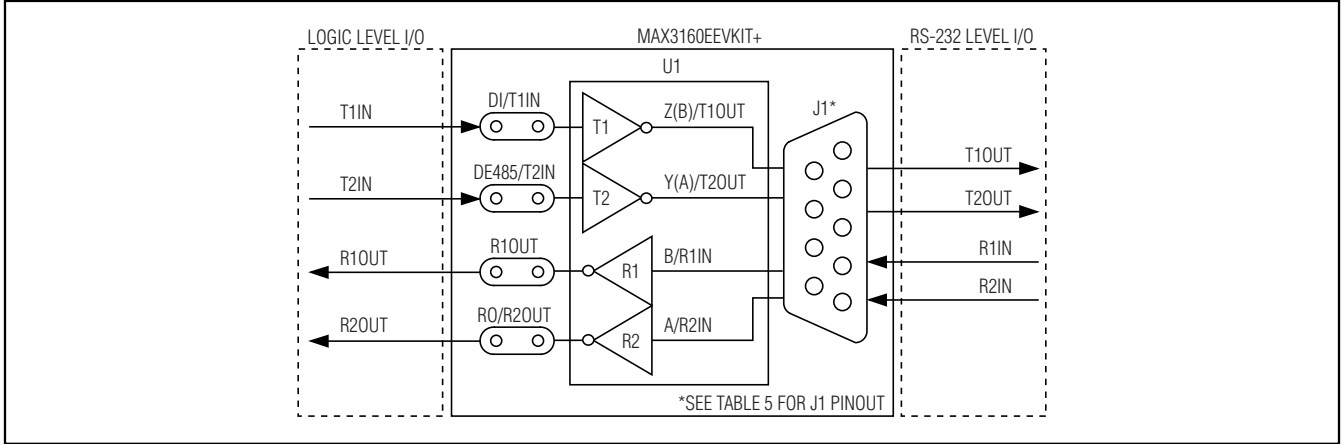 LOGIC LEVEL I/O
MAX3160EEVKIT+
RS-232 LEVEL I/O
U1
T1IN
DI/T1IN
T1
Z(B)/T1OUT
J1*
T1OUT
T2IN
DE485/T2IN
T2
Y(A)/T2OUT
T2OUT
R1OUT
R1OUT
R1
B/R1IN
R1IN
R2OUT
RO/R2OUT
R2
A/R2IN
R2IN
*SEE TABLE 5 FOR J1 PINOUT